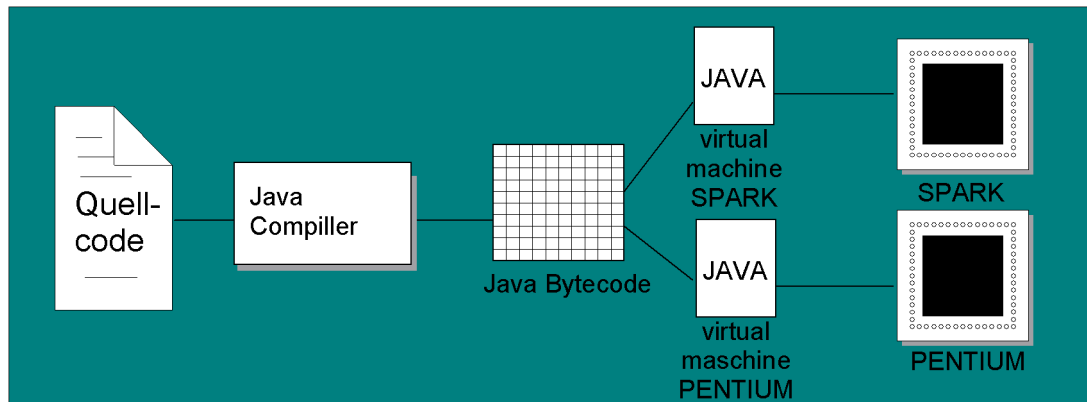 Quell-
code
Java
Compiller
Java Bytecode
JAVA
virtual
machine
SPARK
SPARK
JAVA
virtual
maschine
PENTIUM
PENTIUM